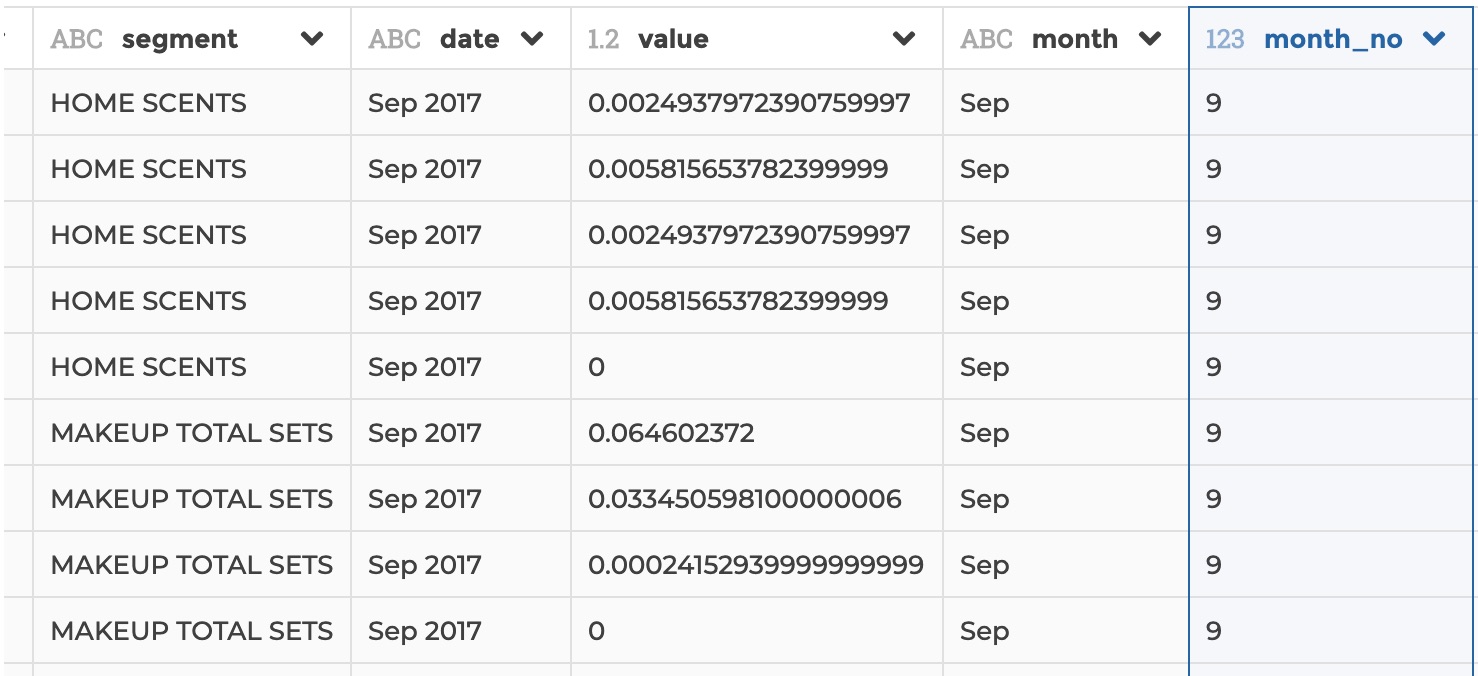 ABC segment ABC date 1.2 value ABC month 123 month_no
HOME SCENTS Sep 2017 0.0024937972390759997 Sep 9
HOME SCENTS Sep 2017 0.005815653782399999 Sep 9
HOME SCENTS Sep 2017 0.0024937972390759997 Sep 9
HOME SCENTS Sep 2017 0.005815653782399999 Sep 9
HOME SCENTS Sep 2017 0 Sep 9
MAKEUP TOTAL SETS Sep 2017 0.064602372 Sep 9
MAKEUP TOTAL SETS Sep 2017 0.033450598100000006 Sep 9
MAKEUP TOTAL SETS Sep 2017 0.00024152939999999999 Sep 9
MAKEUP TOTAL SETS Sep 2017 0 Sep 9